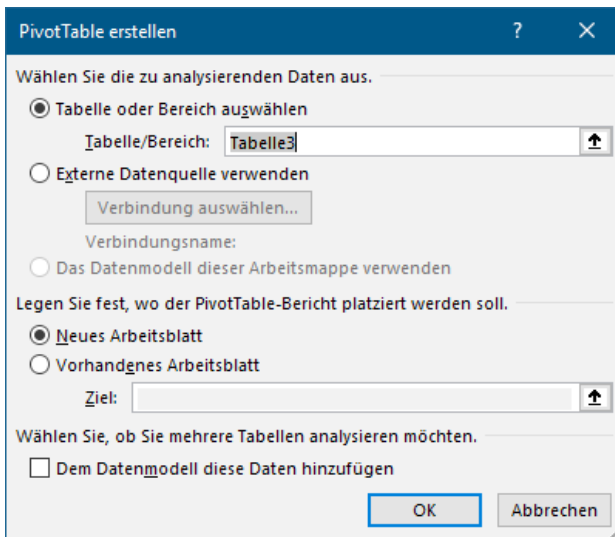 PivotTable erstellen ?
Wählen Sie die zu analysierenden Daten aus.
Tabelle oder Bereich auswählen
Tabelle/Bereich: Tabelle3
Externe Datenquelle verwenden
Verbindung auswählen...
Verbindungsname:
Das Datenmodell dieser Arbeitsmappe verwenden
Legen Sie fest, wo der PivotTable-Bericht platziert werden soll.
Neues Arbeitsblatt
Vorhandenes Arbeitsblatt
Ziel:
Wählen Sie, ob Sie mehrere Tabellen analysieren möchten.
Dem Datenmodell diese Daten hinzufügen
OK Abbrechen